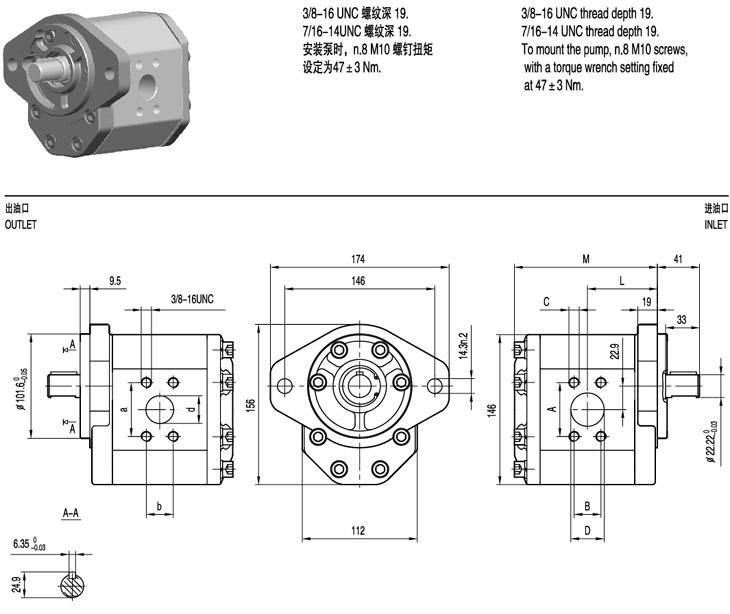 3/8-16 UNC 螺纹深 19.
7/16-14UNC 螺纹深 19.
安装泵时，n.8 M10 螺钉扭矩
设定为47±3 Nm.
3/8-16 UNC thread depth 19.
7/16-14 UNC thread depth 19.
To mount the pump, n.8 M10 screws,
with a torque wrench setting fixed
at 47±3 Nm.
出油口
OUTLET
进油口
INLET
9.5
3/8-16UNC
A
A
ø101.6 0 -0.05
a
d
b
A-A
6.35 0 -0.03
24.9
174
146
14.3n.2
156
112
M
41
L
C
19
33
22.9
146
A
ø22.22 0 -0.03
B
D